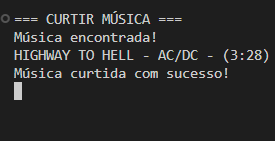 === CURTIR MÚSICA ===
Música encontrada!
HIGHWAY TO HELL - AC/DC - (3:28)
Música curtida com sucesso!